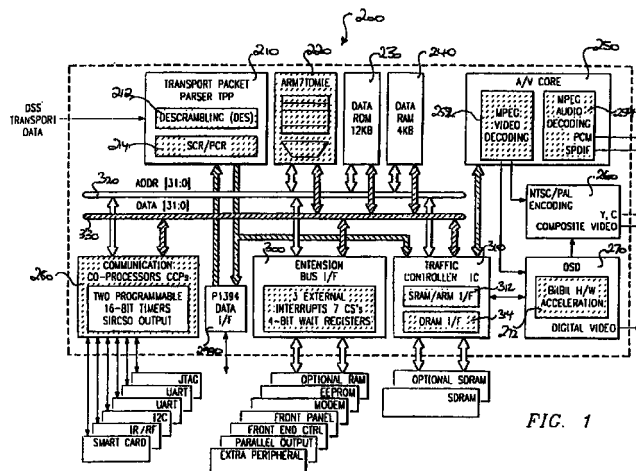 200
210
220
230
240
250
TRANSPORT PACKET
PARSER TPP
212
DESCRAMBLING (DES)
214
SCR/PCR
ARM7TDMIE
DATA
ROM
12KB
DATA
RAM
4KB
A/V CORE
252
MPEG
VIDEO
DECODING
MPEG
AUDIO
DECODING
254
PCM
SPDIF
DSS
TRANSPORT
DATA
ADDR [31:0]
320
DATA [31:0]
330
260
NTSC/PAL
ENCODING
Y, C
COMPOSITE VIDEO
280
COMMUNICATION
CO-PROCESSORS CCPs
TWO PROGRAMMABLE
16-BIT TIMERS
SIRCSO OUTPUT
P1394
DATA
I/F
290
300
EXTENSION
BUS I/F
3 EXTERNAL
INTERRUPTS 7 CS's
4-BIT WAIT REGISTERS
310
TRAFFIC
CONTROLLER IC
SRAM/ARM I/F
312
DRAM I/F
314
270
OSD
BitBlt H/W
ACCELERATION
272
DIGITAL VIDEO
JTAG
UART
UART
I2C
IR/RF
SMART CARD
OPTIONAL RAM
EEPROM
MODEM
FRONT PANEL
FRONT END CTRL
PARALLEL OUTPUT
EXTRA PERIPHERAL
OPTIONAL SDRAM
SDRAM
FIG. 1